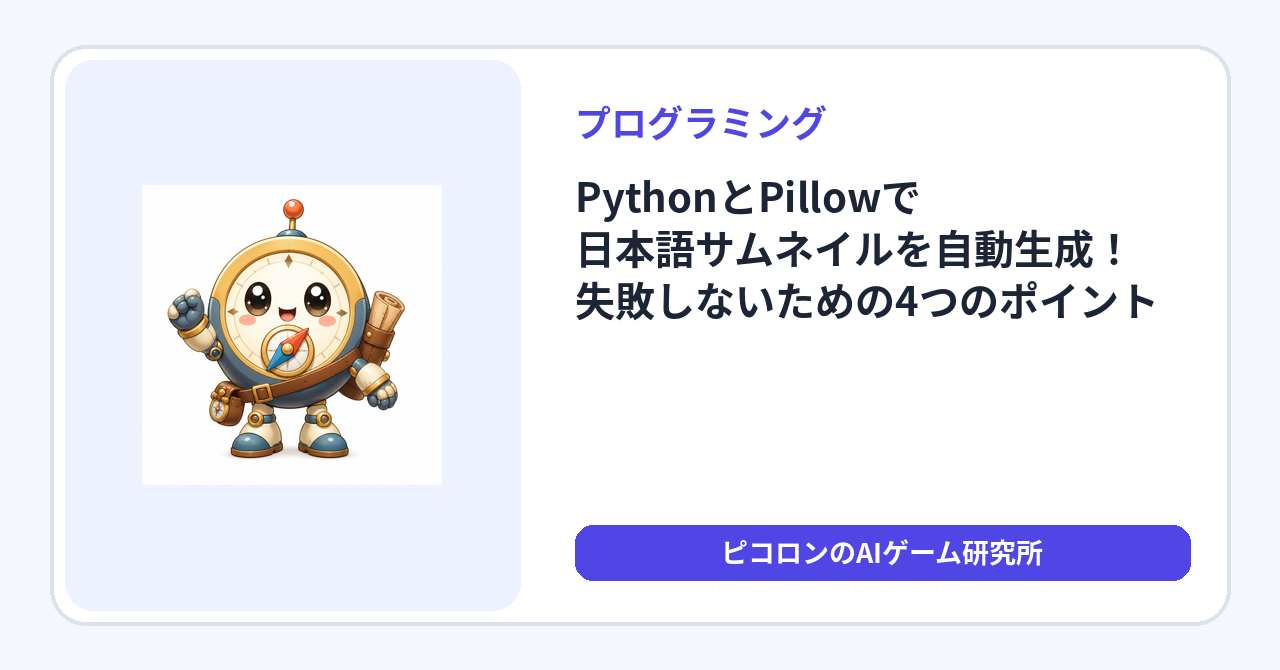 プログラミング
PythonとPillowで
日本語サムネイルを自動生成！
失敗しないための4つのポイント
ピコロンのAIゲーム研究所